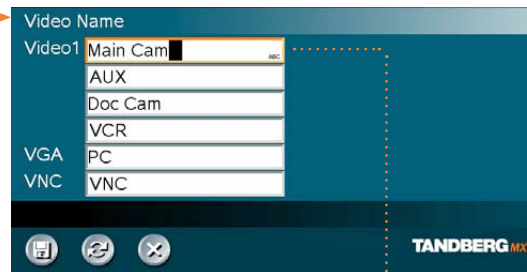 Video Name
Video1 Main Cam ABC
AUX
Doc Cam
VCR
VGA PC
VNC VNC
TANDBERG MXP